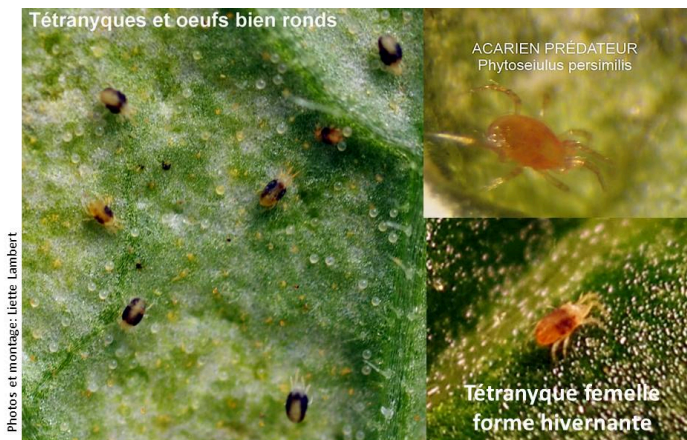 Tétranyques et oeufs bien ronds
ACARIEN PRÉDATEUR
Phytoseiulus persimilis
Tétranyque femelle
forme hivernante
Photos et montage: Liette Lambert